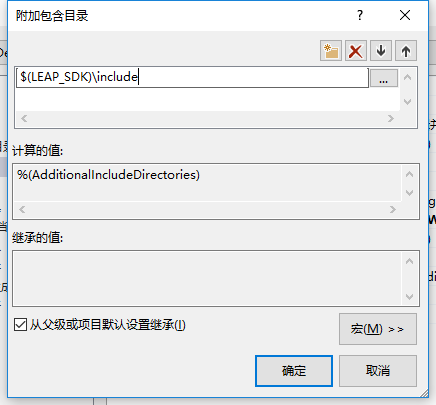 附加包含目录
$(LEAP_SDK)\include
...
计算的值:
%(AdditionalIncludeDirectories)
继承的值:
从父级或项目默认设置继承(I)
宏(M) >>
确定
取消